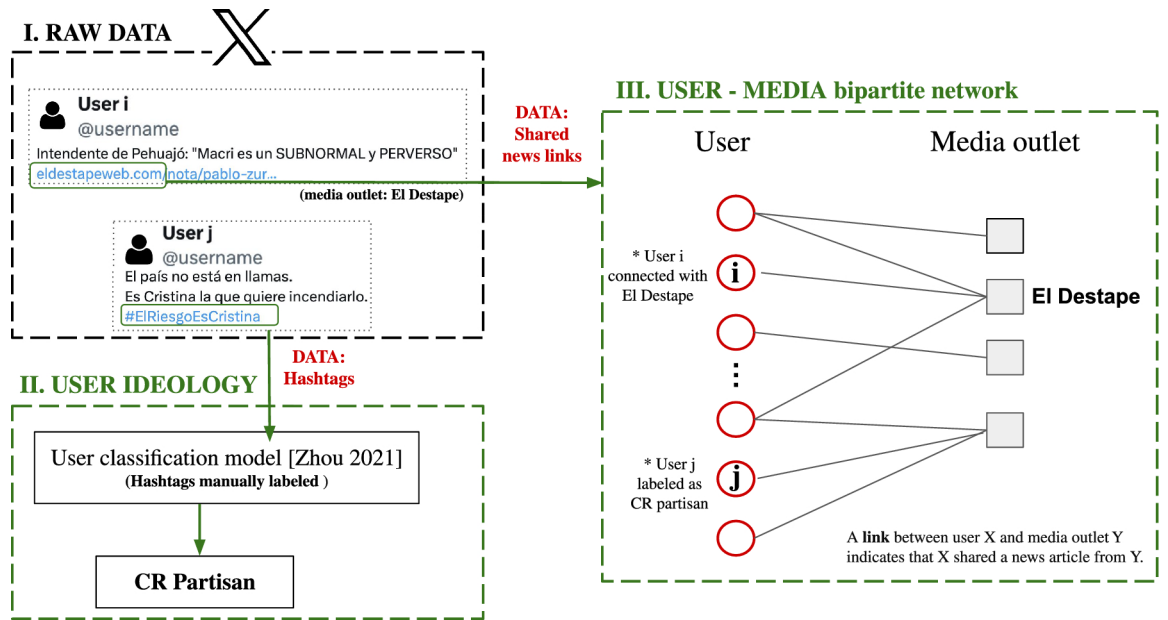 I. RAW DATA
User i
@username
Intendente de Pehuajó: "Macri es un SUBNORMAL y PERVERSO"
eldestapeweb.com/nota/pablo-zur...
(media outlet: El Destape)
User j
@username
El país no está en llamas.
Es Cristina la que quiere incendiarlo.
#ElRiesgoEsCristina
DATA:
Shared
news links
DATA:
Hashtags
II. USER IDEOLOGY
User classification model [Zhou 2021]
(Hashtags manually labeled )
CR Partisan
III. USER - MEDIA bipartite network
User
Media outlet
* User i
connected with
El Destape
i
El Destape
* User j
labeled as
CR partisan
j
A link between user X and media outlet Y
indicates that X shared a news article from Y.